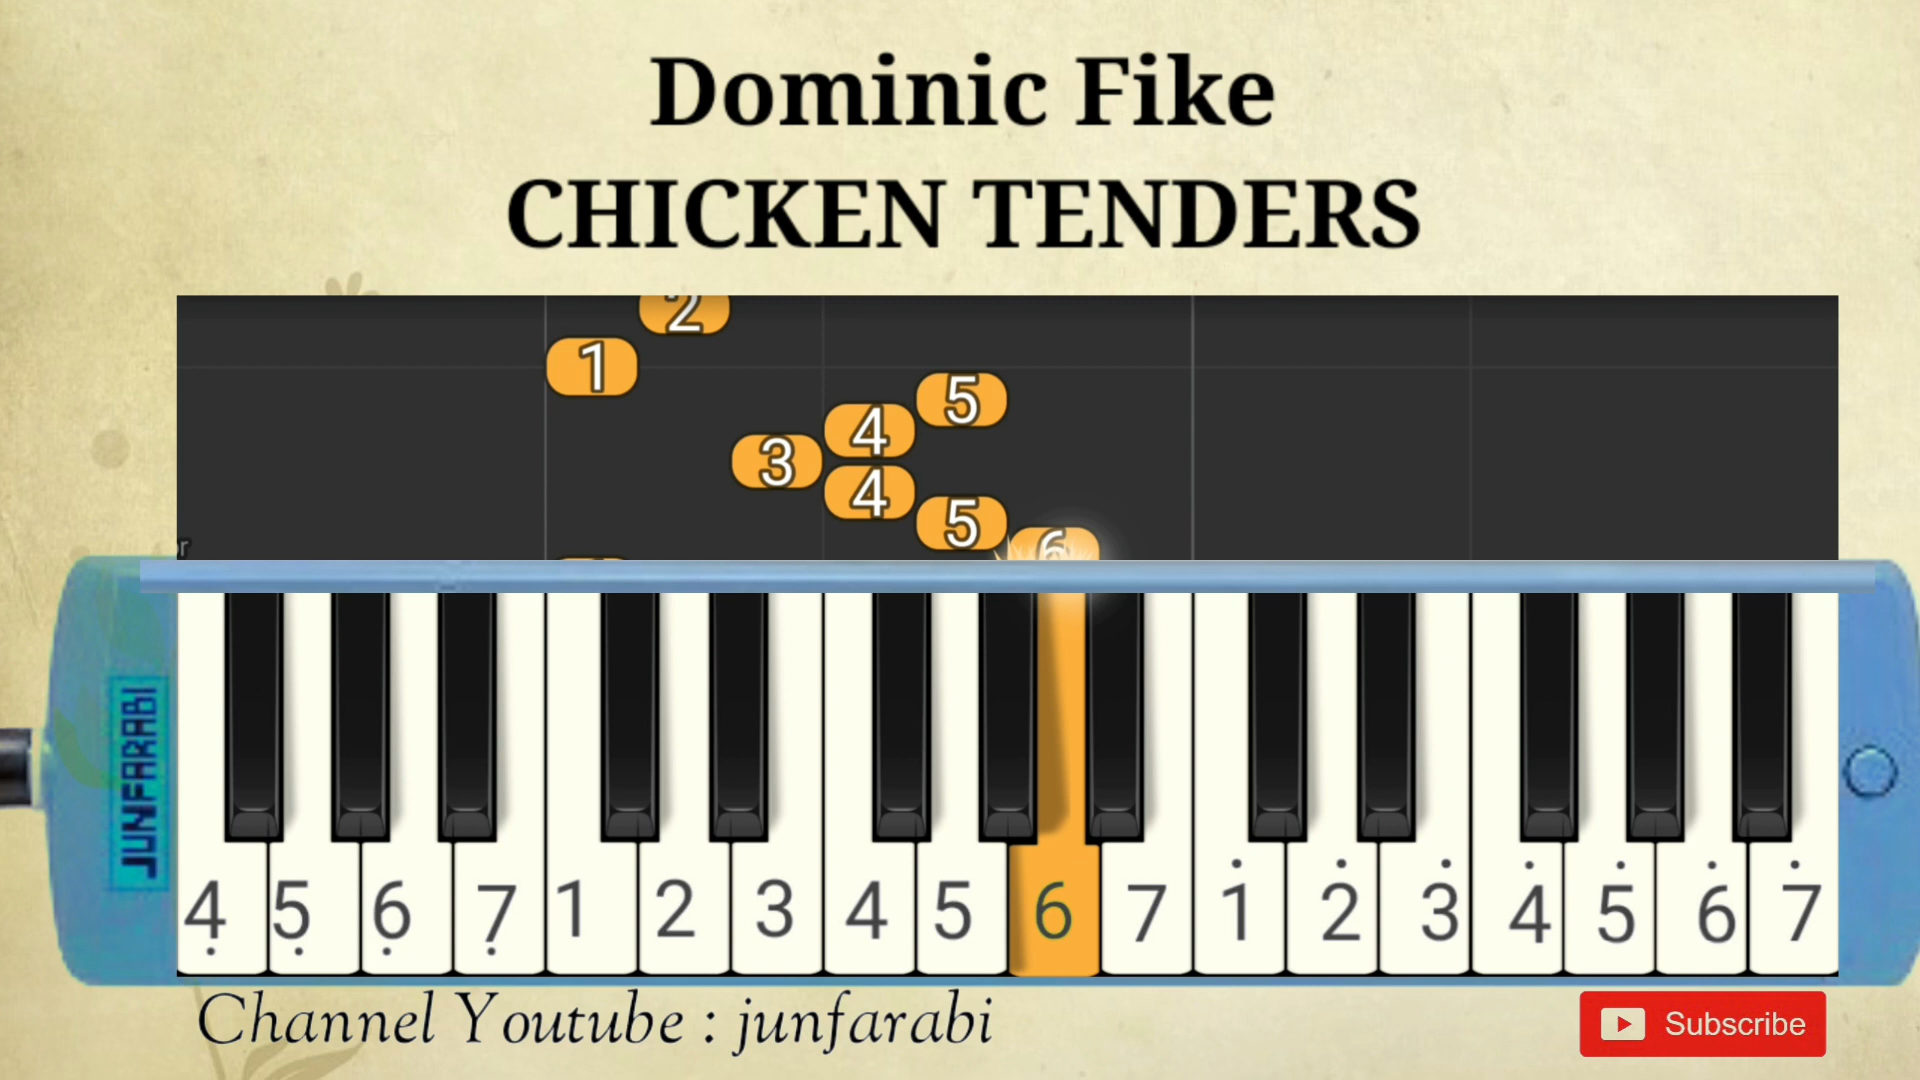 Dominic Fike
CHICKEN TENDERS
2
1
5
4
3
4
5
6
JUNFARABI
4̣ 5̣ 6̣ 7̣ 1 2 3 4 5 6 7 1̇ 2̇ 3̇ 4̇ 5̇ 6̇ 7̇
Channel Youtube : junfarabi
Subscribe